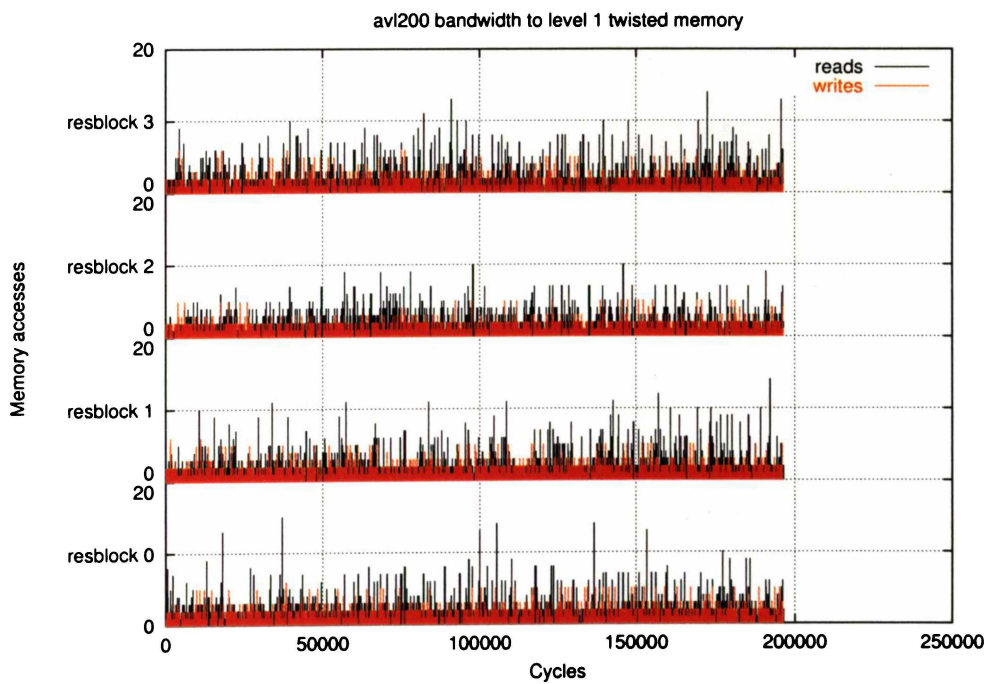 avl200 bandwidth to level 1 twisted memory
20
reads
writes
resblock 3
0
20
resblock 2
0
20
resblock 1
0
20
resblock 0
0
0
50000
100000
150000
200000
250000
Cycles
Memory accesses